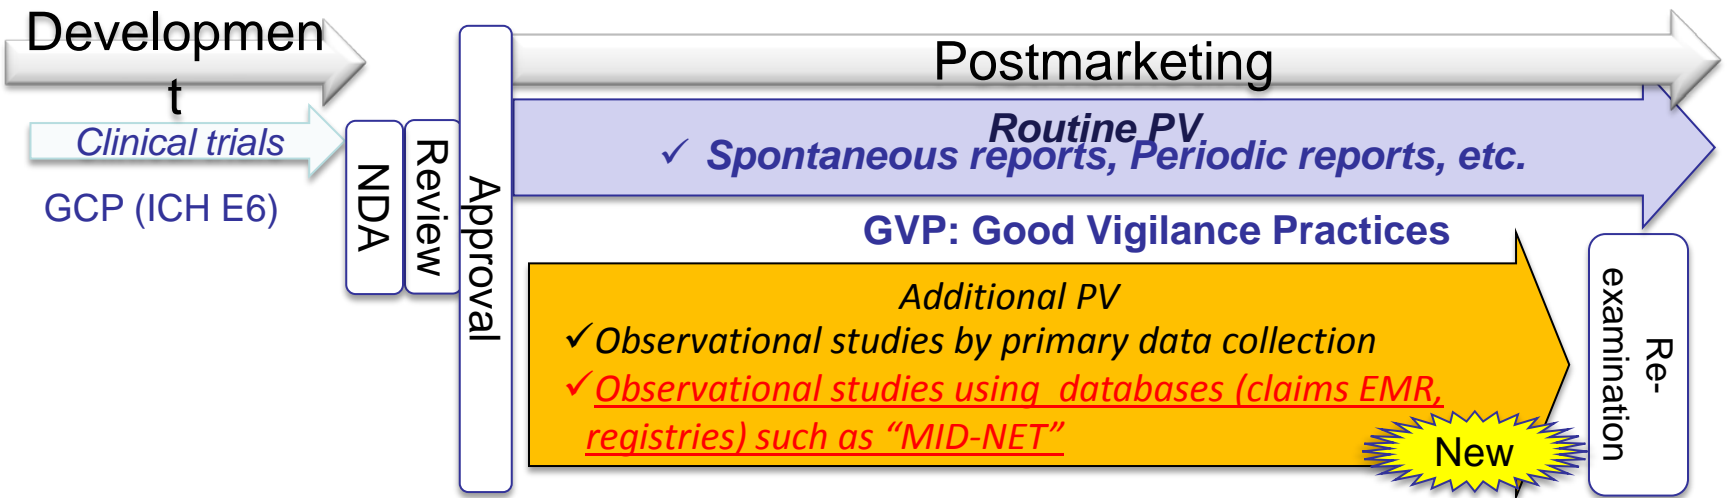 Developmen
t
Clinical trials
GCP (ICH E6)
NDA
Review
Approval
Postmarketing
Routine PV
✓ Spontaneous reports, Periodic reports, etc.
GVP: Good Vigilance Practices
Additional PV
✓Observational studies by primary data collection
✓Observational studies using  databases (claims EMR,
registries) such as “MID-NET”
New
Re-
examination